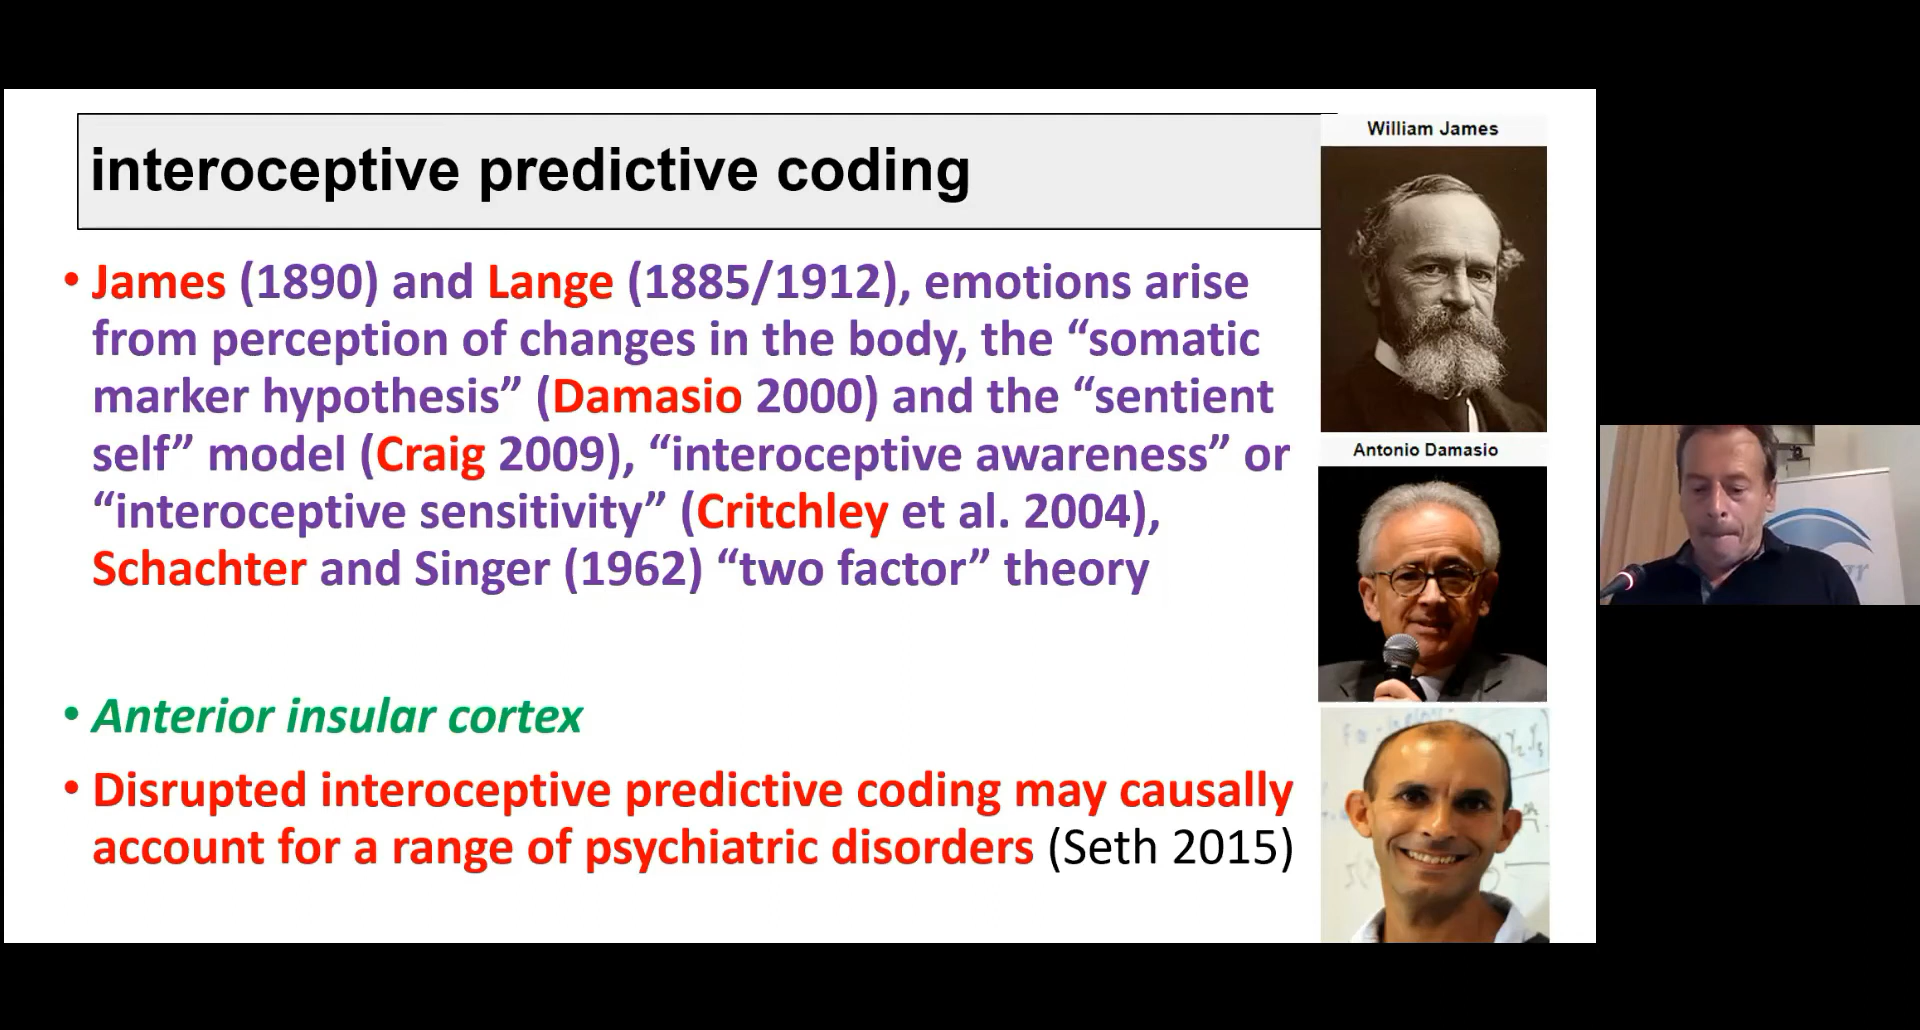 interoceptive predictive coding
• James (1890) and Lange (1885/1912), emotions arise
from perception of changes in the body, the “somatic
marker hypothesis” (Damasio 2000) and the “sentient
self” model (Craig 2009), “interoceptive awareness” or
“interoceptive sensitivity” (Critchley et al. 2004),
Schachter and Singer (1962) “two factor” theory
• Anterior insular cortex
• Disrupted interoceptive predictive coding may causally
account for a range of psychiatric disorders (Seth 2015)
William James
Antonio Damasio